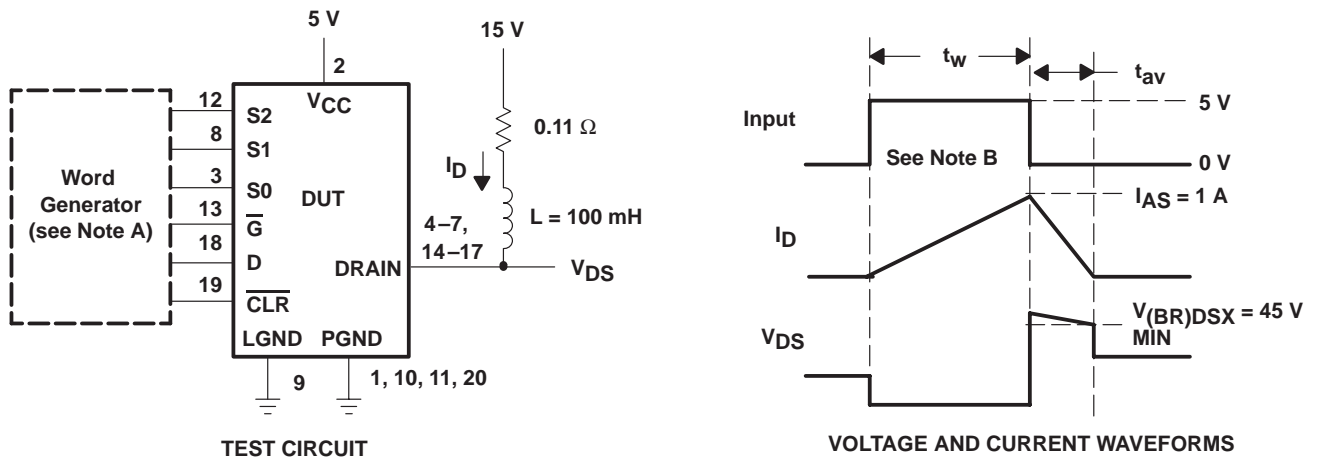 5 V
15 V
2
VCC
12
S2
8
S1
3
S0
13
G
18
D
19
CLR
Word
Generator
(see Note A)
DUT
DRAIN
LGND
PGND
9
1, 10, 11, 20
4–7,
14–17
ID
0.11 Ω
L = 100 mH
VDS
TEST CIRCUIT
tw
tav
Input
5 V
See Note B
0 V
IAS = 1 A
ID
V(BR)DSX = 45 V
MIN
VDS
VOLTAGE AND CURRENT WAVEFORMS